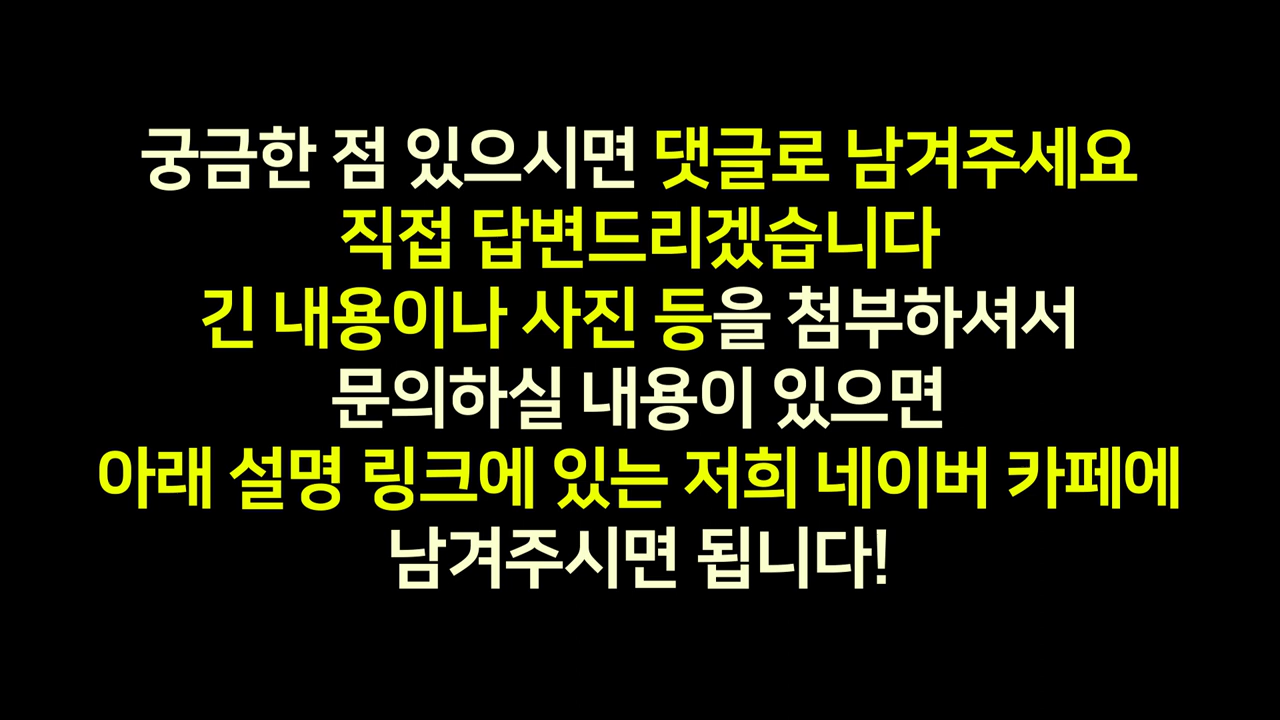 궁금한 점 있으시면 댓글로 남겨주세요
직접 답변드리겠습니다
긴 내용이나 사진 등을 첨부하셔서
문의하실 내용이 있으면
아래 설명 링크에 있는 저희 네이버 카페에
남겨주시면 됩니다!